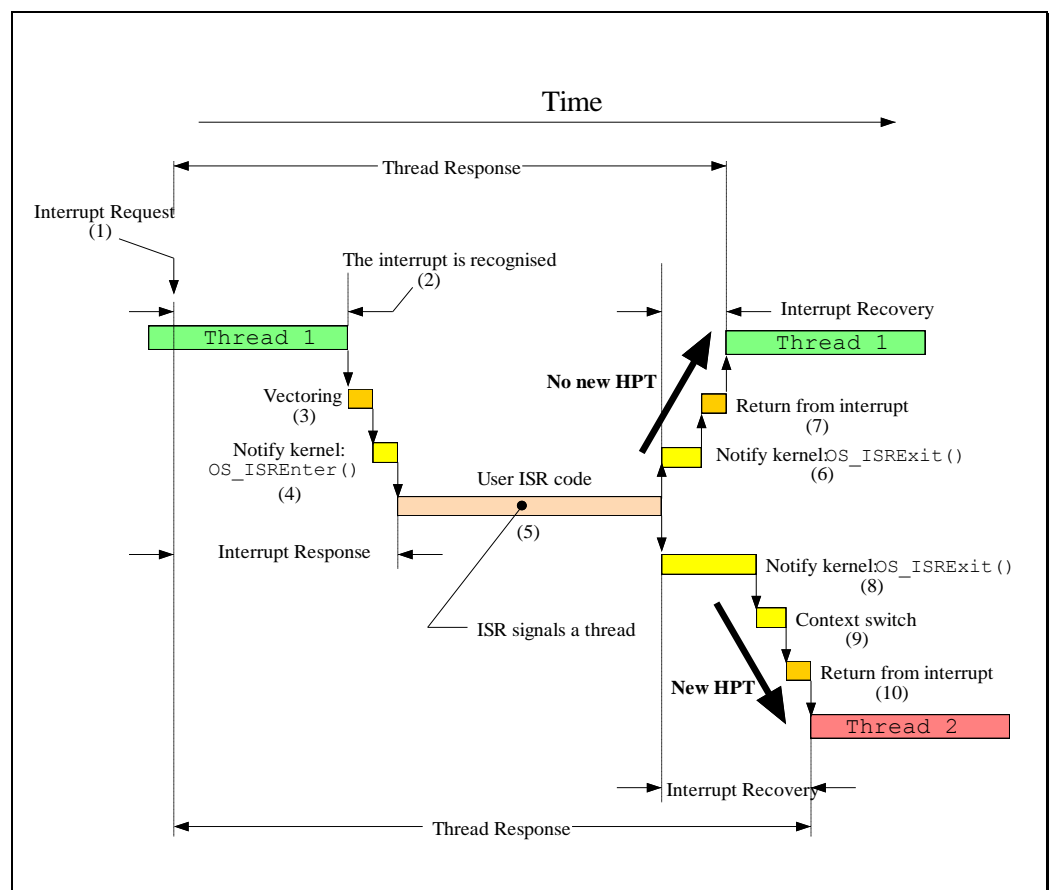 Time
Thread Response
Interrupt Request
(1)
The interrupt is recognised
(2)
Interrupt Recovery
Thread 1
Thread 1
No new HPT
Vectoring
(3)
Return from interrupt
(7)
Notify kernel:
OS_ISREnter()
(4)
Notify kernel:OS_ISRExit()
(6)
User ISR code
(5)
Interrupt Response
Notify kernel:OS_ISRExit()
(8)
Context switch
(9)
ISR signals a thread
New HPT
Return from interrupt
(10)
Thread 2
Interrupt Recovery
Thread Response